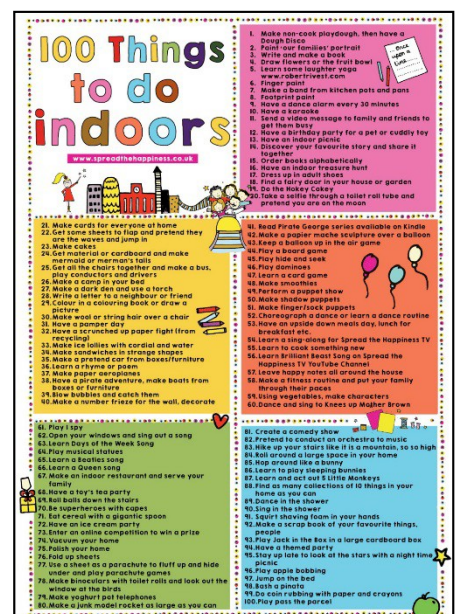 100 Things
to do
indoors
www.spreadthehappiness.co.uk
1. Make non-cook playdough, then have a
Dough Disco
2. Paint 'our families' portrait
3. Write and make a book
4. Draw flowers or the fruit bowl
5. Learn some laughter yoga
www.robertrivest.com
6. Finger paint
7. Make a band from kitchen pots and pans
8. Footprint paint
9. Have a dance alarm every 30 minutes
10. Have a karaoke
11. Send a video message to family and friends to
get them busy
12. Have a birthday party for a pet or cuddly toy
13. Have an indoor picnic
14. Discover your favourite story and share it
together
15. Order books alphabetically
16. Have an indoor treasure hunt
17. Dress up in adult shoes
18. Find a fairy door in your house or garden
19. Do the Hokey Cokey
20. Take a selfie through a toilet roll tube and
pretend you are on the moon
Once
upon a
time
21. Make cards for everyone at home
22. Get some sheets to flap and pretend they
are the waves and jump in
23. Make cakes
24. Get material or cardboard and make
mermaid or merman's tails
25. Get all the chairs together and make a bus,
play conductors and drivers
26. Make a camp in your bed
27. Make a dark den and use a torch
28. Write a letter to a neighbour or friend
29. Colour in a colouring book or draw a
picture
30. Make wool or string hair over a chair
31. Have a pamper day
32. Have a scrunched up paper fight (from
recycling)
33. Make ice lollies with cordial and water
34. Make sandwiches in strange shapes
35. Make a pretend car from boxes/furniture
36. Learn a rhyme or poem
37. Make paper aeroplanes
38. Have a pirate adventure, make boats from
boxes or furniture
39. Blow bubbles and catch them
40. Make a number frieze for the wall, decorate
41. Read Pirate George series available on Kindle
42. Make a papier mache sculpture over a balloon
43. Keep a balloon up in the air game
44. Play a board game
45. Play hide and seek
46. Play dominoes
47. Learn a card game
48. Make smoothies
49. Perform a puppet show
50. Make shadow puppets
51. Make finger/sock puppets
52. Choreograph a dance or learn a dance routine
53. Have an upside down meals day, lunch for
breakfast etc.
54. Learn a sing-along for Spread the Happiness TV
55. Learn to cook something new
56. Learn Brilliant Beast Song on Spread the
Happiness TV YouTube Channel
57. Leave happy notes all around the house
58. Make a fitness routine and put your family
through their paces
59. Using vegetables, make characters
60. Dance and sing to Knees up Mother Brown
61. Play I spy
62. Open your windows and sing out a song
63. Learn Days of the Week Song
64. Play musical statues
65. Learn a Beatles song
66. Learn a Queen song
67. Make an indoor restaurant and serve your
family
68. Have a toy's tea party
69. Roll balls down the stairs
70. Be superheroes with capes
71. Eat cereal with a gigantic spoon
72. Have an ice cream party
73. Enter an online competition to win a prize
74. Vacuum your home
75. Polish your home
76. Fold up sheets
77. Use a sheet as a parachute to fluff up and hide
under and play parachute games
78. Make binoculars with toilet rolls and look out the
window at the birds
79. Make yoghurt pot telephones
80. Make a junk model rocket as large as you can
81. Create a comedy show
82. Pretend to conduct an orchestra to music
83. Hike up your stairs like it is a mountain, so so high
84. Roll around a large space in your home
85. Hop around like a bunny
86. Learn to play sleeping bunnies
87. Learn and act out 5 Little Monkeys
88. Find as many collections of 10 things in your
home as you can
89. Dance in the shower
90. Sing in the shower
91. Squirt shaving foam in your hands
92. Make a scrap book of your favourite things,
people
93. Play Jack in the Box in a large cardboard box
94. Have a themed party
95. Stay up late to look at the stars with a night time
picnic
96. Play apple bobbing
97. Jump on the bed
98. Bash a pinata
99. Do coin rubbing with paper and crayons
100. Play pass the parcel